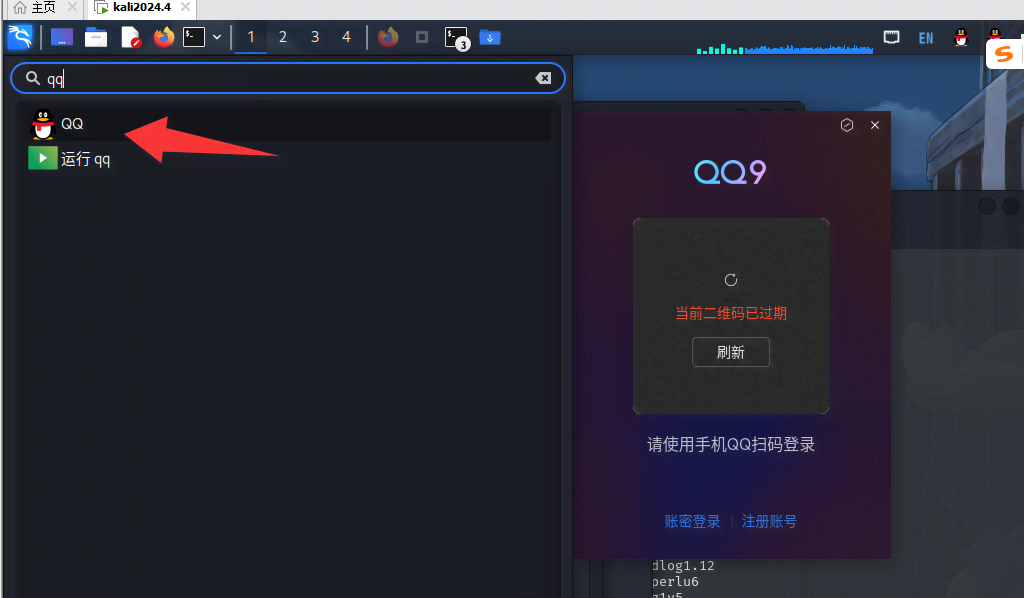 主页
kali2024.4
1 2 3 4
3
EN
qq
QQ
运行 qq
QQ9
当前二维码已过期
刷新
请使用手机QQ扫码登录
账密登录 注册账号
dlog1.12
perlu6